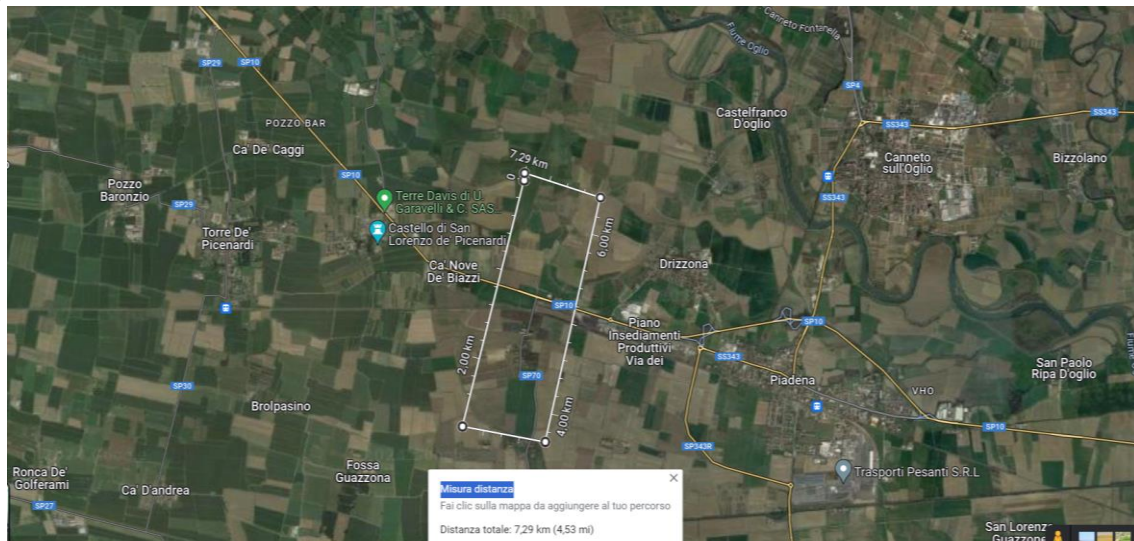 Canneto Fontanella
Fiume Oglio
SP29
SP10
SP4
POZZO BAR
Castelfranco
D'oglio
SS343
SS343
Ca' De' Caggi
7,29 km
0
Canneto
sull'Oglio
Bizzolano
SP10
Pozzo
Baronzio
SP29
Terre Davis di U.
Garavelli & C. SAS...
SS343
Castello di San
Lorenzo de' Picenardi
Torre De'
Picenardi
6,00 km
Ca' Nove
De' Biazzi
Drizzona
SP10
Piano
Insediamenti
Produttivi
Via dei
SP10
SS343
2,00 km
SP70
San Paolo
Ripa D'oglio
SP30
Piadena
VHO
Brolpasino
4,00 km
SP10
SP343R
Fossa
Guazzona
Ronca De'
Golferami
Ca' D'andrea
Trasporti Pesanti S.R.L
SP27
Misura distanza
Fai clic sulla mappa da aggiungere al tuo percorso
Distanza totale: 7,29 km (4,53 mi)
San Lorenzo
Guazzone